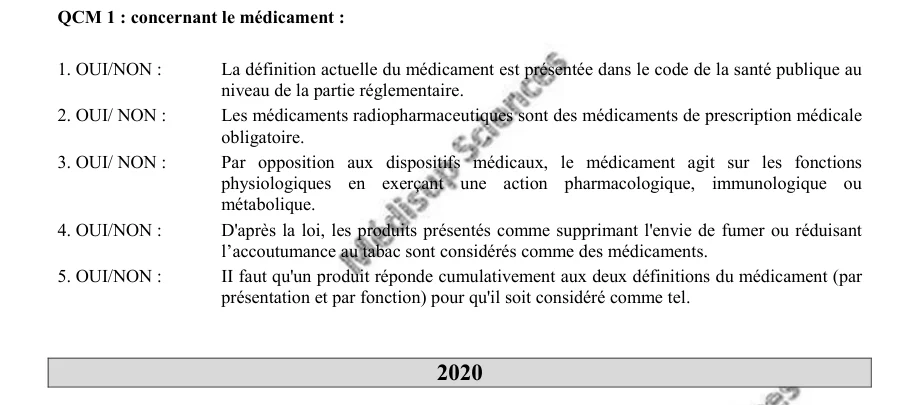 QCM 1 : concernant le médicament :
1. OUI/NON : La définition actuelle du médicament est présentée dans le code de la santé publique au
niveau de la partie réglementaire.
2. OUI/ NON : Les médicaments radiopharmaceutiques sont des médicaments de prescription médicale
obligatoire.
3. OUI/ NON : Par opposition aux dispositifs médicaux, le médicament agit sur les fonctions
physiologiques en exerçant une action pharmacologique, immunologique ou
métabolique.
4. OUI/NON : D'après la loi, les produits présentés comme supprimant l'envie de fumer ou réduisant
l’accoutumance au tabac sont considérés comme des médicaments.
5. OUI/NON : II faut qu'un produit réponde cumulativement aux deux définitions du médicament (par
présentation et par fonction) pour qu'il soit considéré comme tel.
Médisup Sciences
2020